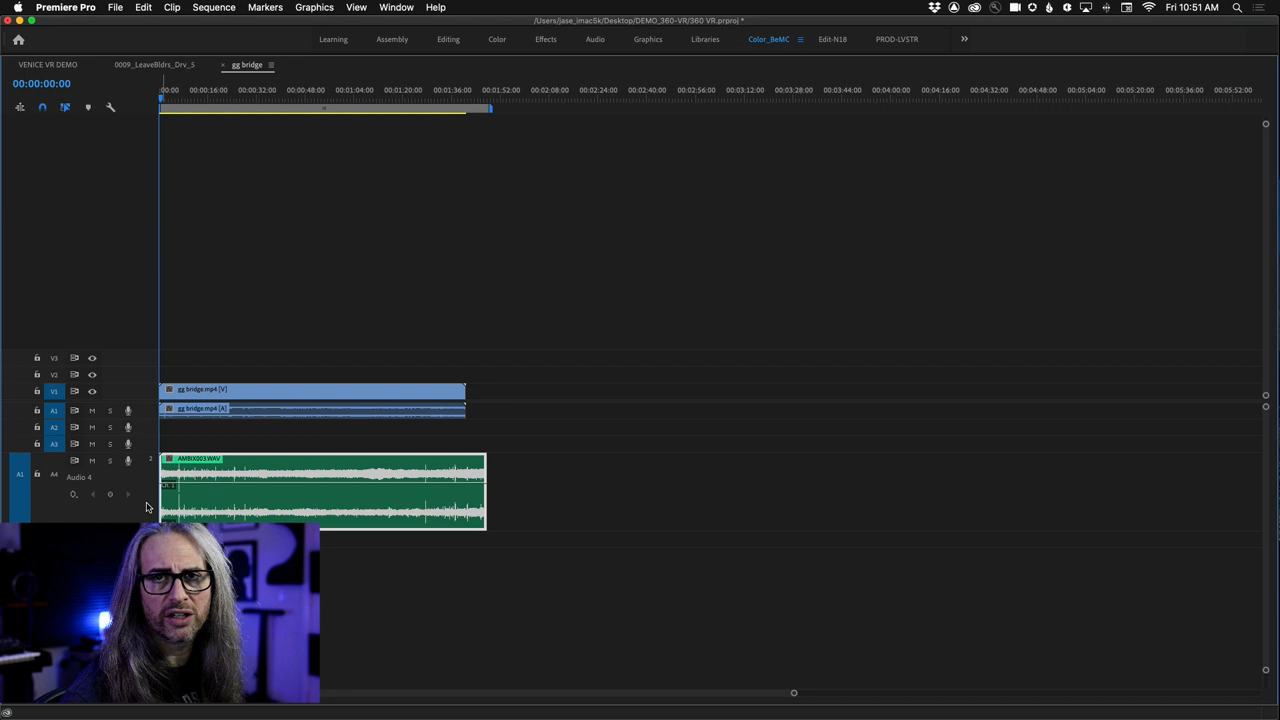 Premiere Pro File Edit Clip Sequence Markers Graphics View Window Help Fri 10:51 AM
/Users/jase_imac5k/Desktop/DEMO_360-VR/360 VR.prproj *
Learning Assembly Editing Color Effects Audio Graphics Libraries Color_BeMC Edit-N18 PROD-LVSTR
VENICE VR DEMO 0009_LeaveBldrs_Drv_5 × gg bridge
00:00:00:00
:00:00 00:00:16:00 00:00:32:00 00:00:48:00 00:01:04:00 00:01:20:00 00:01:36:00 00:01:52:00 00:02:08:00 00:02:24:00 00:02:40:00 00:02:56:00 00:03:12:00 00:03:28:00 00:03:44:00 00:04:00:00 00:04:16:00 00:04:32:00 00:04:48:00 00:05:04:00 00:05:20:00 00:05:36:00 00:05:52:00
V3
V2
V1 gg bridge.mp4 [V]
A1 M S gg bridge.mp4 [A]
A2 M S
A3 M S
M S 2 AMBIX003.WAV
A1 A4 Audio 4